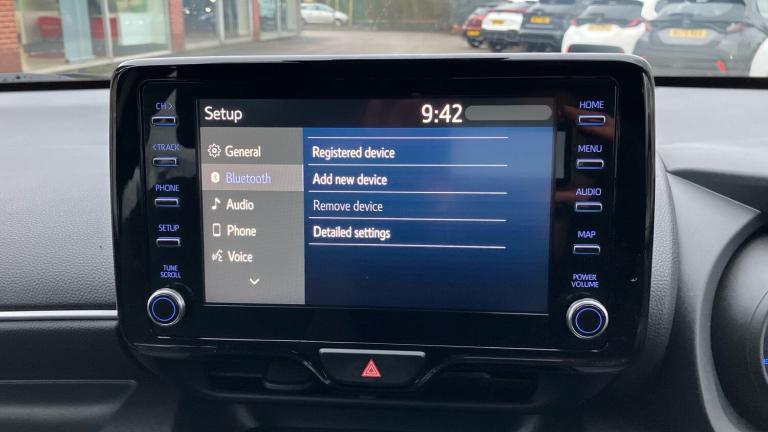 CH >
< TRACK
PHONE
SETUP
TUNE
SCROLL
Setup
9:42
General
Bluetooth
Audio
Phone
Voice
Registered device
Add new device
Remove device
Detailed settings
HOME
MENU
AUDIO
MAP
POWER
VOLUME